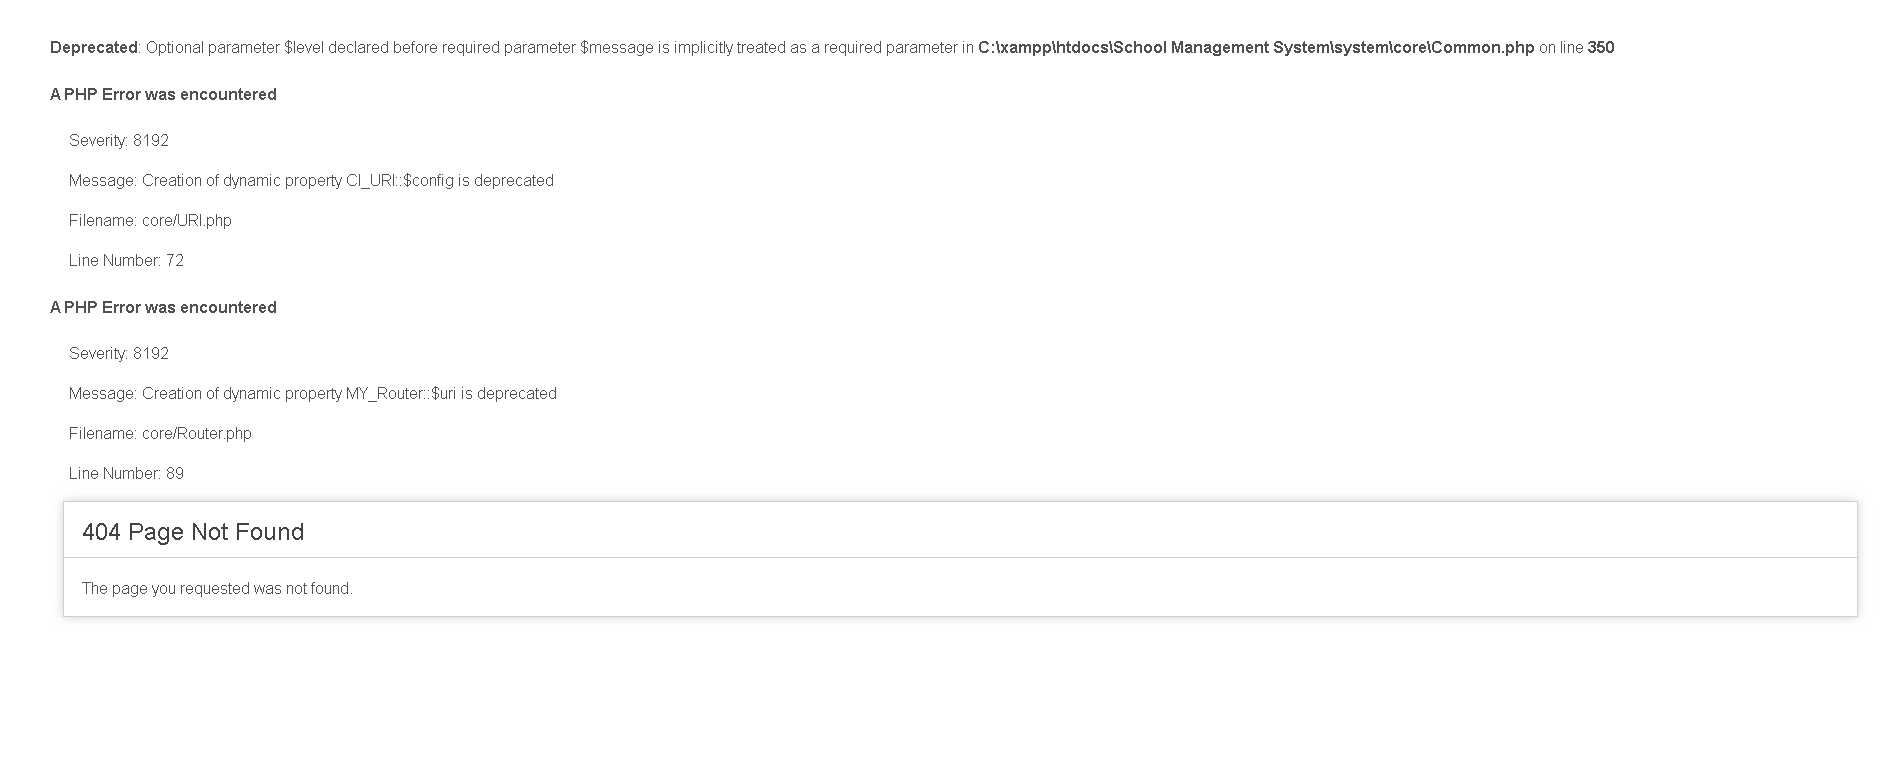 Deprecated: Optional parameter $level declared before required parameter $message is implicitly treated as a required parameter in C:\xampp\htdocs\School Management System\system\core\Common.php on line 350
A PHP Error was encountered
Severity: 8192
Message: Creation of dynamic property CI_URI::$config is deprecated
Filename: core/URI.php
Line Number: 72
A PHP Error was encountered
Severity: 8192
Message: Creation of dynamic property MY_Router::$uri is deprecated
Filename: core/Router.php
Line Number: 89
404 Page Not Found
The page you requested was not found.